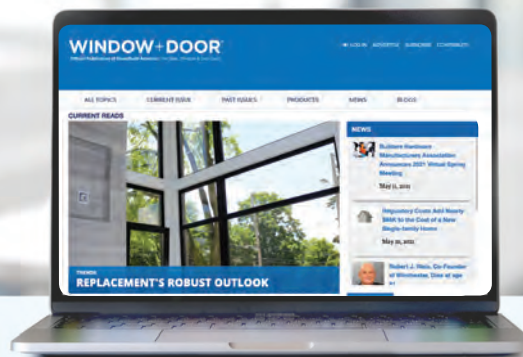 WINDOW+DOOR
LOG IN ADVERTISE SUBSCRIBE CONTRIBUTE
ALL TOPICS CURRENT ISSUE PAST ISSUES PRODUCTS NEWS BLOGS
CURRENT READS
TRENDS
REPLACEMENT'S ROBUST OUTLOOK
NEWS
Builders Hardware
Manufacturers Association
Announces 2021 Virtual Spring
Meeting
May 11, 2021
Regulatory Costs Add Nearly
$94K to the Cost of a New
Single-family Home
May 10, 2021
Robert J. Hess, Co-Founder
of Winchester, Dies at age